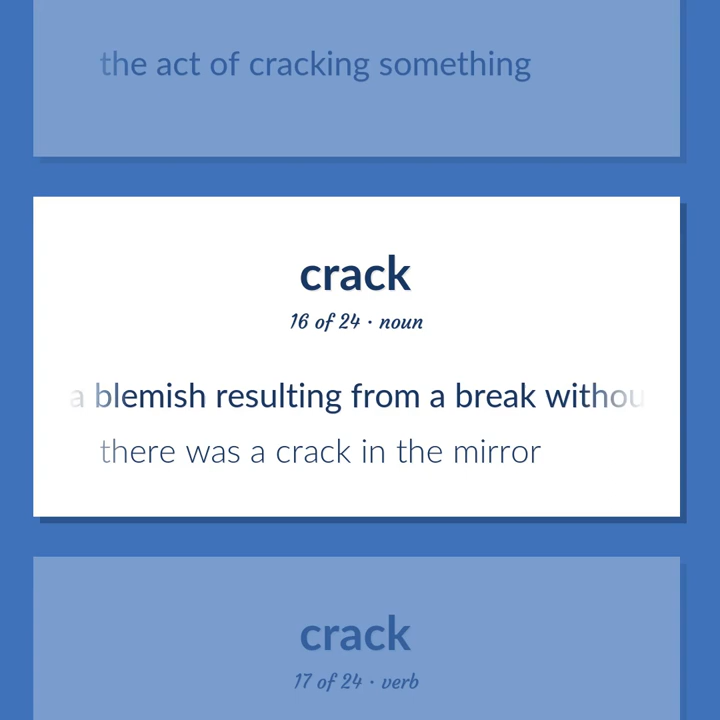 the act of cracking something
crack
16 of 24 · noun
a blemish resulting from a break withou
there was a crack in the mirror
crack
17 of 24 · verb